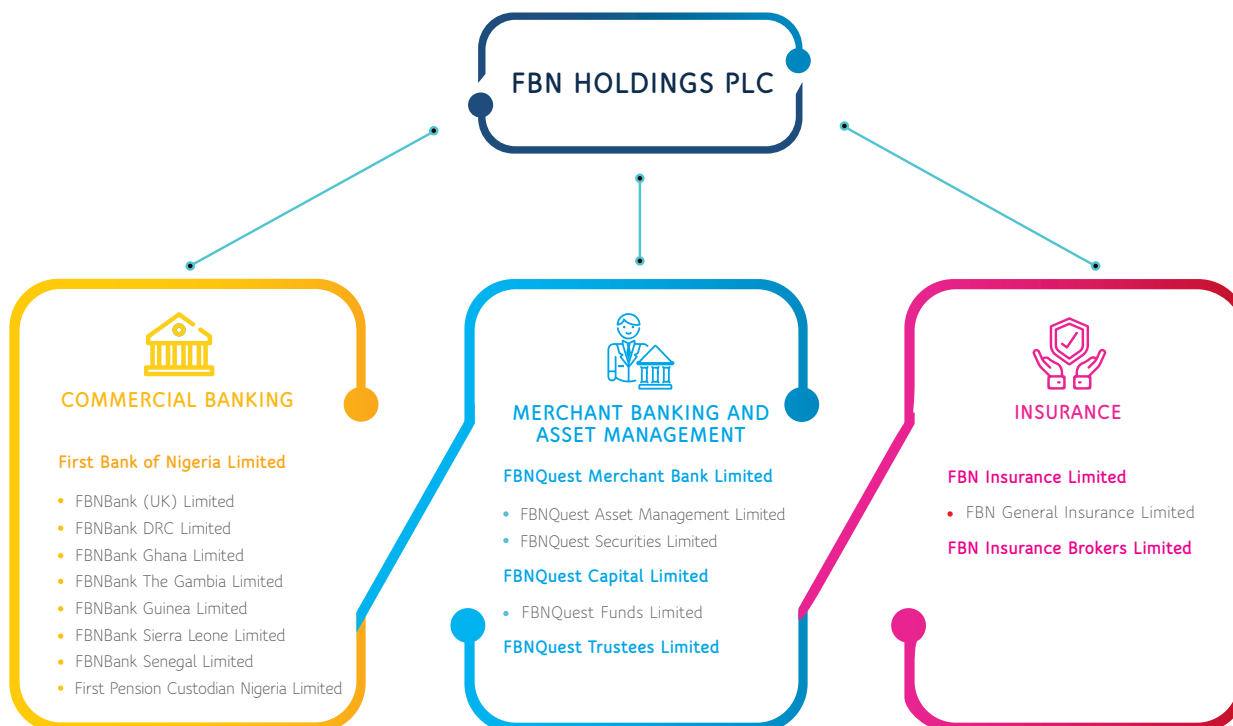 FBN HOLDINGS PLC
COMMERCIAL BANKING
First Bank of Nigeria Limited
FBNBank (UK) Limited
FBNBank DRC Limited
FBNBank Ghana Limited
FBNBank The Gambia Limited
FBNBank Guinea Limited
FBNBank Sierra Leone Limited
FBNBank Senegal Limited
First Pension Custodian Nigeria Limited
MERCHANT BANKING AND
ASSET MANAGEMENT
FBNQuest Merchant Bank Limited
FBNQuest Asset Management Limited
FBNQuest Securities Limited
FBNQuest Capital Limited
FBNQuest Funds Limited
FBNQuest Trustees Limited
INSURANCE
FBN Insurance Limited
FBN General Insurance Limited
FBN Insurance Brokers Limited